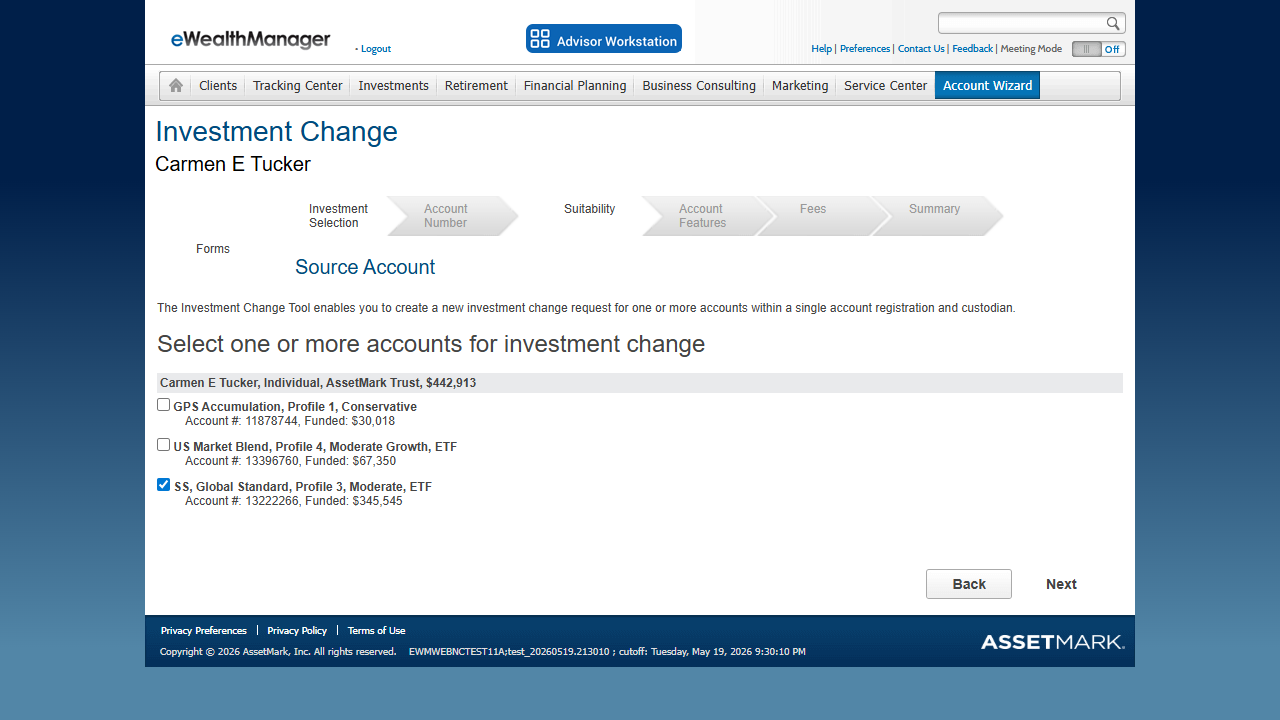 eWealthManager
• Logout
Advisor Workstation
Help | Preferences | Contact Us | Feedback | Meeting Mode Off
Clients Tracking Center Investments Retirement Financial Planning Business Consulting Marketing Service Center Account Wizard
Investment Change
Carmen E Tucker
Investment Selection
Account Number
Suitability
Account Features
Fees
Summary
Forms
Source Account
The Investment Change Tool enables you to create a new investment change request for one or more accounts within a single account registration and custodian.
Select one or more accounts for investment change
Carmen E Tucker, Individual, AssetMark Trust, $442,913
GPS Accumulation, Profile 1, Conservative
Account #: 11878744, Funded: $30,018
US Market Blend, Profile 4, Moderate Growth, ETF
Account #: 13396760, Funded: $67,350
SS, Global Standard, Profile 3, Moderate, ETF
Account #: 13222266, Funded: $345,545
Back Next
Privacy Preferences | Privacy Policy | Terms of Use
Copyright © 2026 AssetMark, Inc. All rights reserved. EWMWEBNCTEST11A;test_20260519.213010 ; cutoff: Tuesday, May 19, 2026 9:30:10 PM
ASSETMARK.